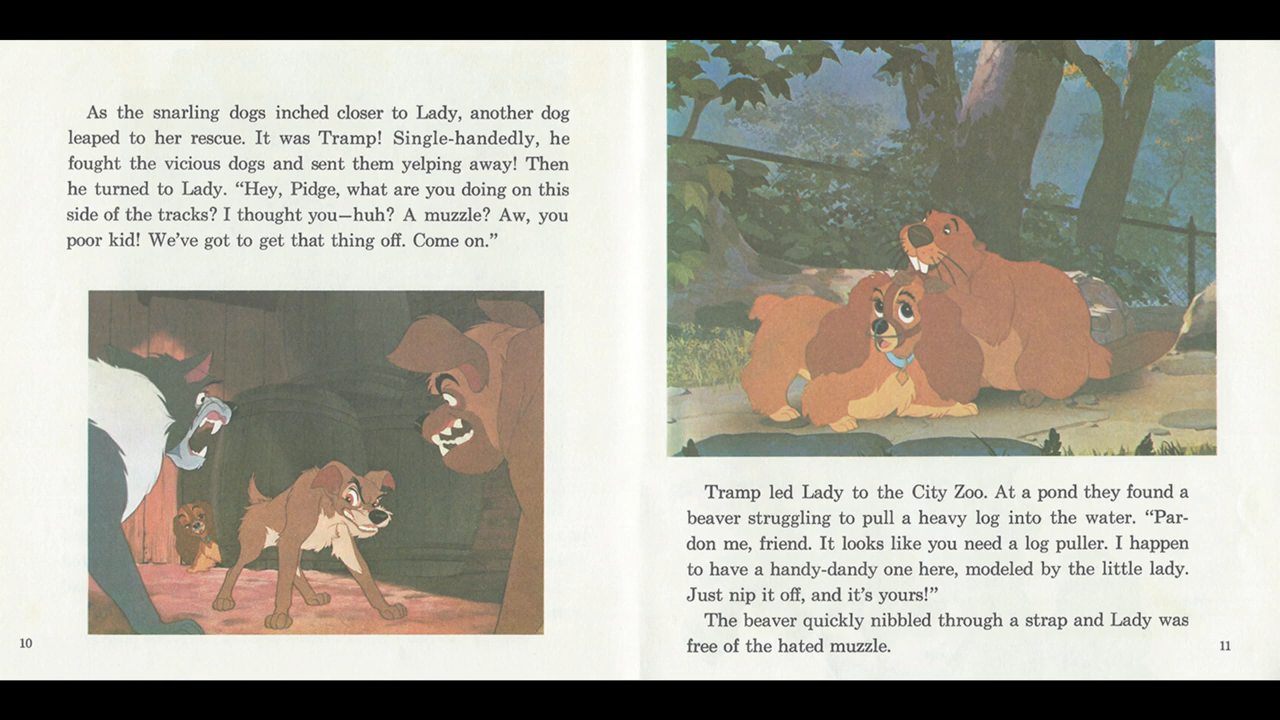 As the snarling dogs inched closer to Lady, another dog
leaped to her rescue. It was Tramp! Single-handedly, he
fought the vicious dogs and sent them yelping away! Then
he turned to Lady. “Hey, Pidge, what are you doing on this
side of the tracks? I thought you—huh? A muzzle? Aw, you
poor kid! We’ve got to get that thing off. Come on.”
10
Tramp led Lady to the City Zoo. At a pond they found a
beaver struggling to pull a heavy log into the water. “Par-
don me, friend. It looks like you need a log puller. I happen
to have a handy-dandy one here, modeled by the little lady.
Just nip it off, and it’s yours!”
The beaver quickly nibbled through a strap and Lady was
free of the hated muzzle.
11